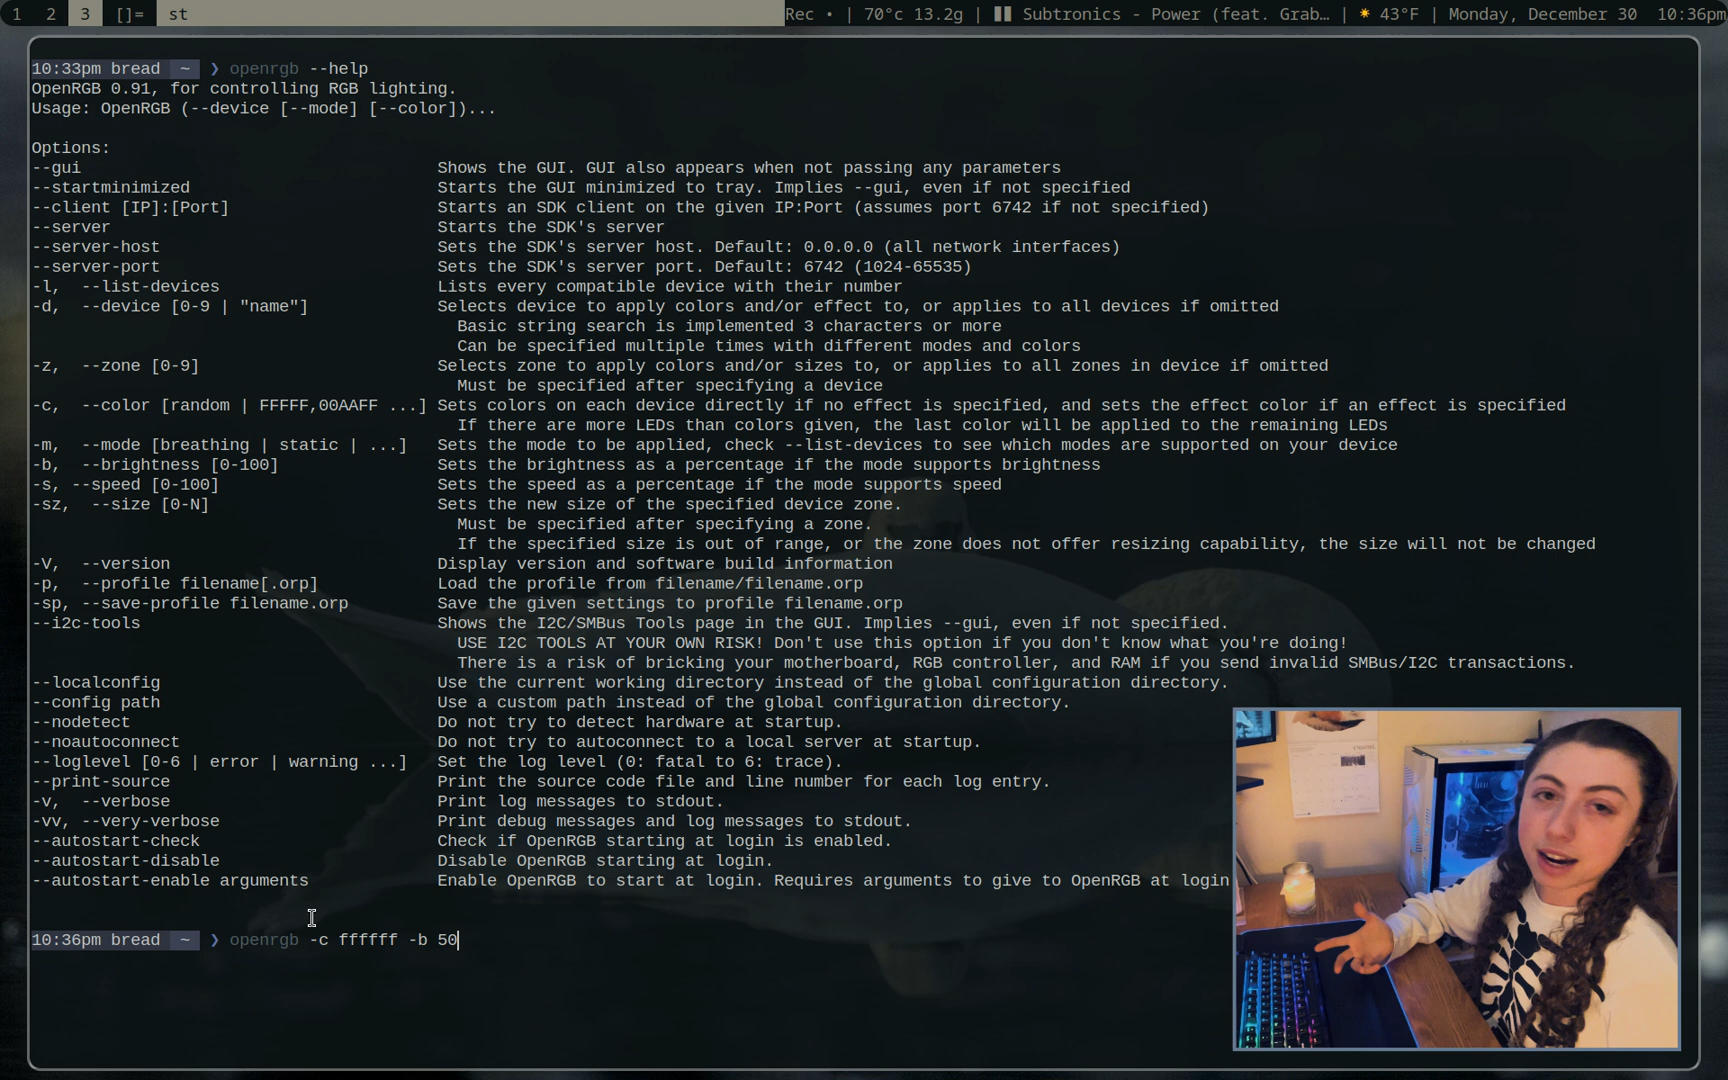 1 2 3 []= st Rec • | 70°c 13.2g | Subtronics - Power (feat. Grab… | 43°F | Monday, December 30 10:36pm
10:33pm bread ~ ❯ openrgb --help
OpenRGB 0.91, for controlling RGB lighting.
Usage: OpenRGB (--device [--mode] [--color])...
Options:
--gui Shows the GUI. GUI also appears when not passing any parameters
--startminimized Starts the GUI minimized to tray. Implies --gui, even if not specified
--client [IP]:[Port] Starts an SDK client on the given IP:Port (assumes port 6742 if not specified)
--server Starts the SDK's server
--server-host Sets the SDK's server host. Default: 0.0.0.0 (all network interfaces)
--server-port Sets the SDK's server port. Default: 6742 (1024-65535)
-l, --list-devices Lists every compatible device with their number
-d, --device [0-9 | "name"] Selects device to apply colors and/or effect to, or applies to all devices if omitted
Basic string search is implemented 3 characters or more
Can be specified multiple times with different modes and colors
-z, --zone [0-9] Selects zone to apply colors and/or sizes to, or applies to all zones in device if omitted
Must be specified after specifying a device
-c, --color [random | FFFFF,00AAFF ...] Sets colors on each device directly if no effect is specified, and sets the effect color if an effect is specified
If there are more LEDs than colors given, the last color will be applied to the remaining LEDs
-m, --mode [breathing | static | ...] Sets the mode to be applied, check --list-devices to see which modes are supported on your device
-b, --brightness [0-100] Sets the brightness as a percentage if the mode supports brightness
-s, --speed [0-100] Sets the speed as a percentage if the mode supports speed
-sz, --size [0-N] Sets the new size of the specified device zone.
Must be specified after specifying a zone.
If the specified size is out of range, or the zone does not offer resizing capability, the size will not be changed
-V, --version Display version and software build information
-p, --profile filename[.orp] Load the profile from filename/filename.orp
-sp, --save-profile filename.orp Save the given settings to profile filename.orp
--i2c-tools Shows the I2C/SMBus Tools page in the GUI. Implies --gui, even if not specified.
USE I2C TOOLS AT YOUR OWN RISK! Don't use this option if you don't know what you're doing!
There is a risk of bricking your motherboard, RGB controller, and RAM if you send invalid SMBus/I2C transactions.
--localconfig Use the current working directory instead of the global configuration directory.
--config path Use a custom path instead of the global configuration directory.
--nodetect Do not try to detect hardware at startup.
--noautoconnect Do not try to autoconnect to a local server at startup.
--loglevel [0-6 | error | warning ...] Set the log level (0: fatal to 6: trace).
--print-source Print the source code file and line number for each log entry.
-v, --verbose Print log messages to stdout.
-vv, --very-verbose Print debug messages and log messages to stdout.
--autostart-check Check if OpenRGB starting at login is enabled.
--autostart-disable Disable OpenRGB starting at login.
--autostart-enable arguments Enable OpenRGB to start at login. Requires arguments to give to OpenRGB at login
10:36pm bread ~ ❯ openrgb -c ffffff -b 50